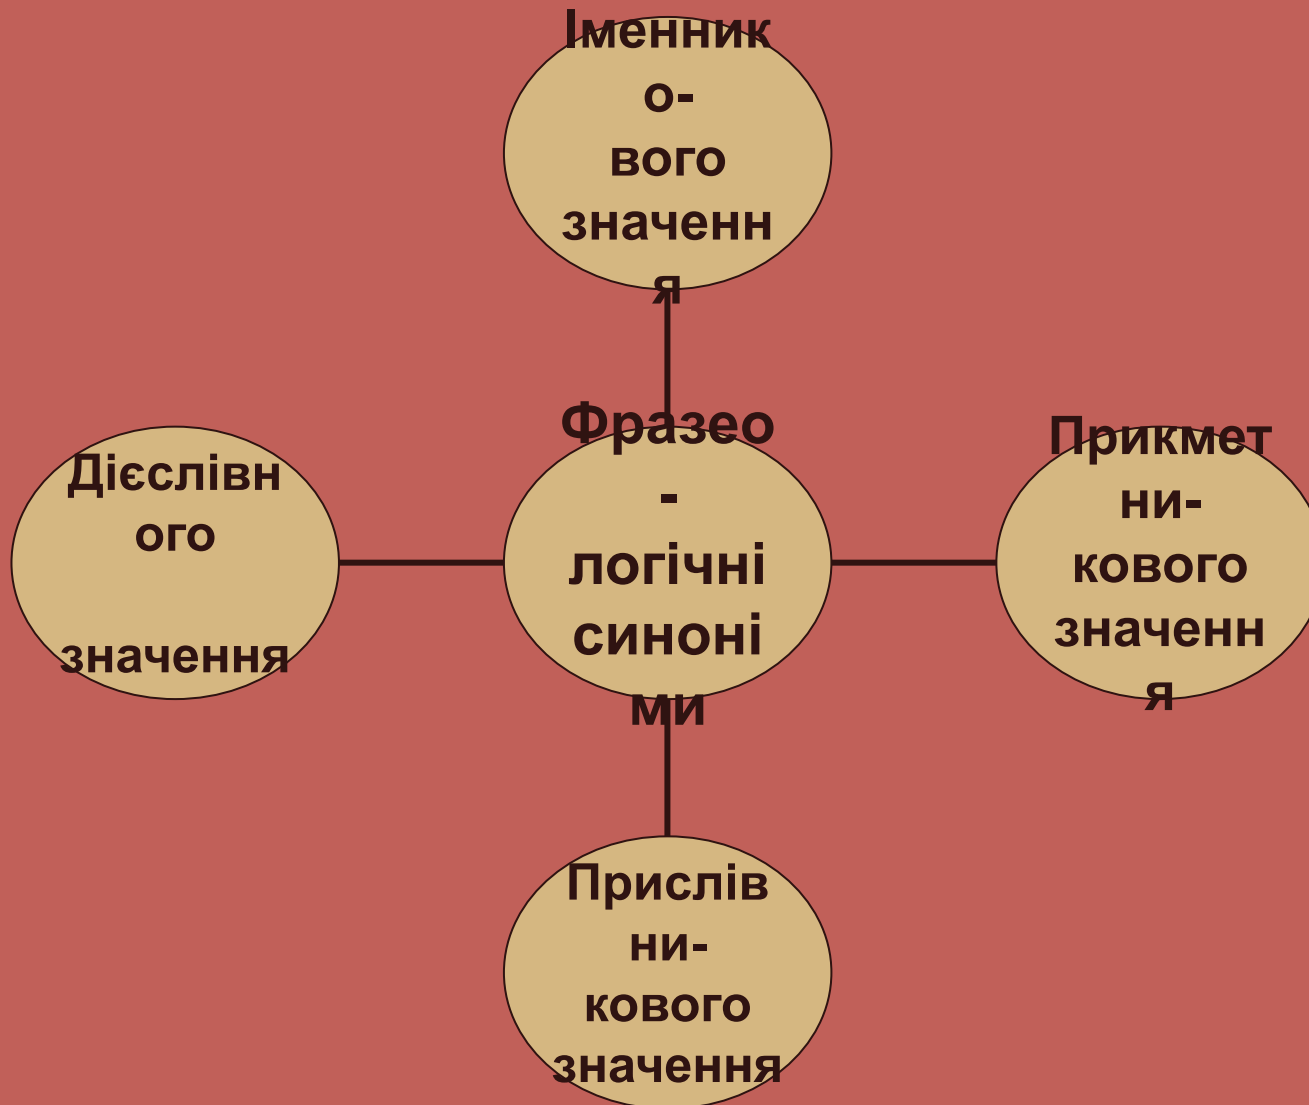 Іменник
о-
вого
значенн
я
Дієслівн
ого
значення
Фразео
-
логічні
синоні
ми
Прикмет
ни-
кового
значенн
я
Прислів
ни-
кового
значення